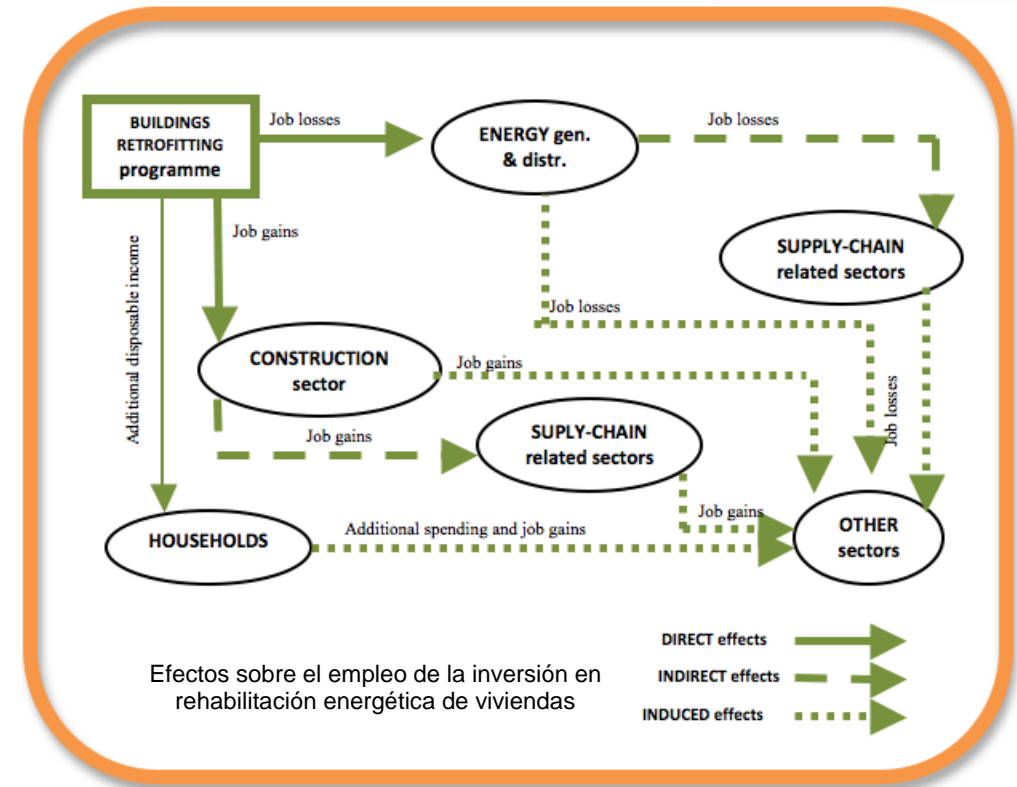 BUILDINGS
RETROFITTING
programme
Job losses
ENERGY gen.
& distr.
Job losses
SUPPLY-CHAIN
related sectors
Job gains
Additional disposable income
Job losses
CONSTRUCTION
sector
Job gains
Job losses
Job gains
SUPLY-CHAIN
related sectors
Job gains
HOUSEHOLDS
Additional spending and job gains
OTHER
sectors
DIRECT effects
INDIRECT effects
INDUCED effects
Efectos sobre el empleo de la inversión en
rehabilitación energética de viviendas